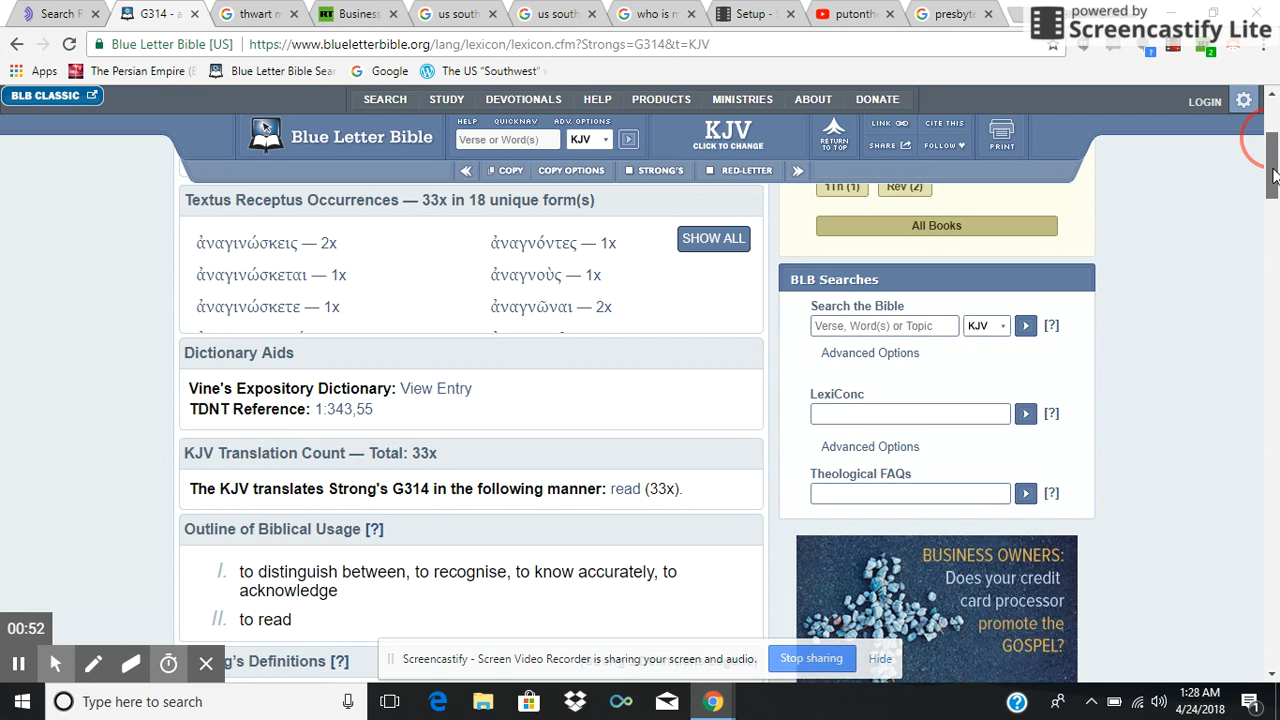 Search R
G314 - a
thwart m
Bulk
us south
us south
who is m
Setup -
putonthe
presbyte
powered by
Screencastify Lite
Blue Letter Bible [US]
https://www.blueletterbible.org/lang/lexicon/lexicon.cfm?Strongs=G314&t=KJV
Apps
The Persian Empire (E
Blue Letter Bible Sea
Google
The US "Southwest" v
BLB CLASSIC
SEARCH STUDY DEVOTIONALS HELP PRODUCTS MINISTRIES ABOUT DONATE
LOGIN
Blue Letter Bible
HELP QUICKNAV ADV. OPTIONS
Verse or Word(s) KJV
KJV
CLICK TO CHANGE
RETURN
TO TOP
LINK CITE THIS
SHARE FOLLOW
PRINT
COPY COPY OPTIONS STRONG'S RED-LETTER
Textus Receptus Occurrences — 33x in 18 unique form(s)
ἀναγινώσκεις — 2x
ἀναγνόντες — 1x
SHOW ALL
ἀναγινώσκεται — 1x
ἀναγνοὺς — 1x
ἀναγινώσκετε — 1x
ἀναγνῶναι — 2x
Dictionary Aids
Vine's Expository Dictionary: View Entry
TDNT Reference: 1:343,55
KJV Translation Count — Total: 33x
The KJV translates Strong's G314 in the following manner: read (33x).
Outline of Biblical Usage [?]
I. to distinguish between, to recognise, to know accurately, to
acknowledge
II. to read
g's Definitions [?]
1Th (1) Rev (2)
All Books
BLB Searches
Search the Bible
Verse, Word(s) or Topic KJV [?]
Advanced Options
LexiConc
[?]
Advanced Options
Theological FAQs
[?]
BUSINESS OWNERS:
Does your credit
card processor
promote the
GOSPEL?
00:52
Screencastify - Screen Video Recorder is sharing your screen and audio.
Stop sharing
Hide
Type here to search
1:28 AM
4/24/2018